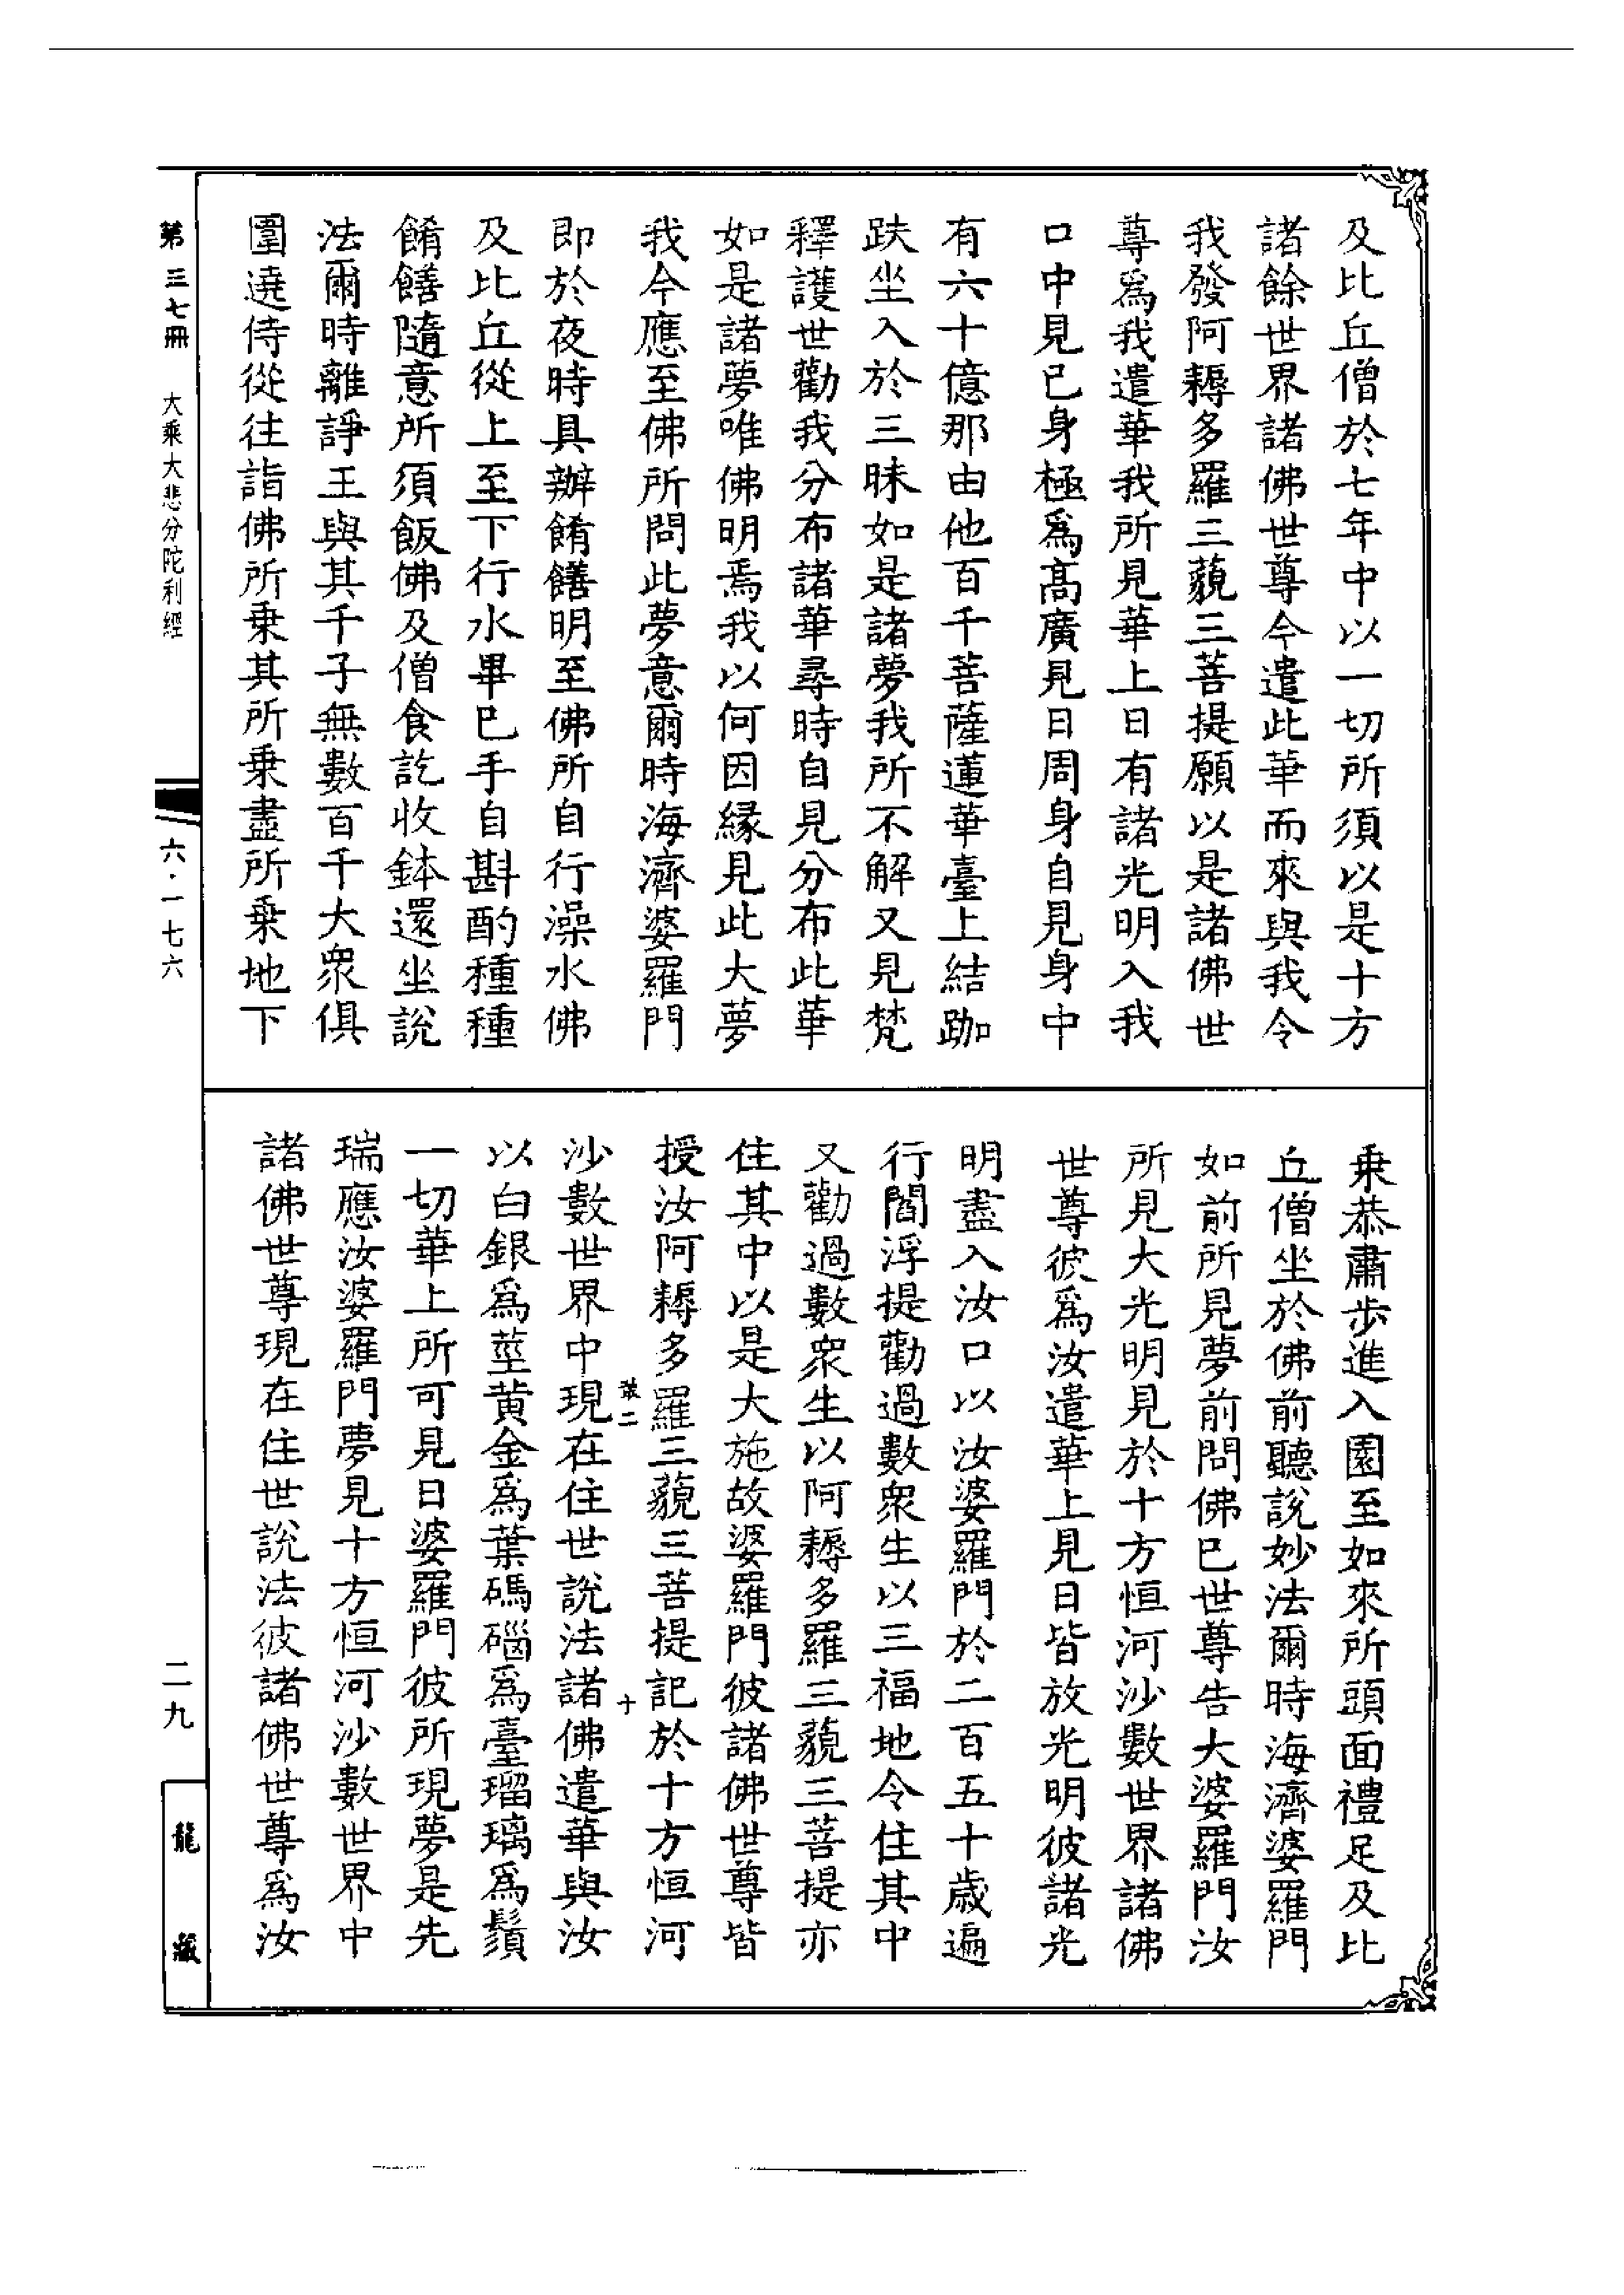 及比丘僧於七年中以一切所須以是十方
諸餘世界諸佛世尊今遣此華而來與我令
我發阿耨多羅三藐三菩提願以是諸佛世
尊爲我遣華我所見華上日有諸光明入我
口中見已身極爲高廣見日周身自見身中
有六十億那由他百千菩薩蓮華臺上結跏
趺坐入於三昧如是諸夢我所不解又見梵
釋護世勸我分布諸華尋時自見分布此華
如是諸夢唯佛明焉我以何因緣見此大夢
我今應至佛所問此夢意爾時海濟婆羅門
即於夜時具辦餚饍明至佛所自行澡水佛
及比丘從上至下行水畢已手自斟酌種種
餚饍隨意所須飯佛及僧食訖收鉢還坐說
法爾時離諍王與其千子無數百千大眾俱
圍遶侍從往詣佛所乗其所乗盡所乗地下
乗恭肅步進入園至如來所頭面禮足及比
丘僧坐於佛前聽說妙法爾時海濟婆羅門
如前所見夢前問佛已世尊告大婆羅門汝
所見大光明見於十方恒河沙數世界諸佛
世尊彼爲汝遣華上見日皆放光明彼諸光
明盡入汝口以汝婆羅門於二百五十歲遍
行閻浮提勸過數眾生以三福地令住其中
又勸過數眾生以阿耨多羅三藐三菩提亦
住其中以是大施故婆羅門彼諸佛世尊皆
授汝阿耨多羅三藐三菩提記於十方恒河
沙數世界中現在住世說法諸佛遣華與汝
以白銀爲莖黃金爲葉碼碯爲臺瑠璃爲鬚
一切華上所可見日婆羅門彼所現夢是先
瑞應汝婆羅門夢見十方恒河沙數世界中
諸佛世尊現在住世說法彼諸佛世尊爲汝
二
十
第三七冊 大乘大悲分陀利經
六·一七六
二九
龍藏